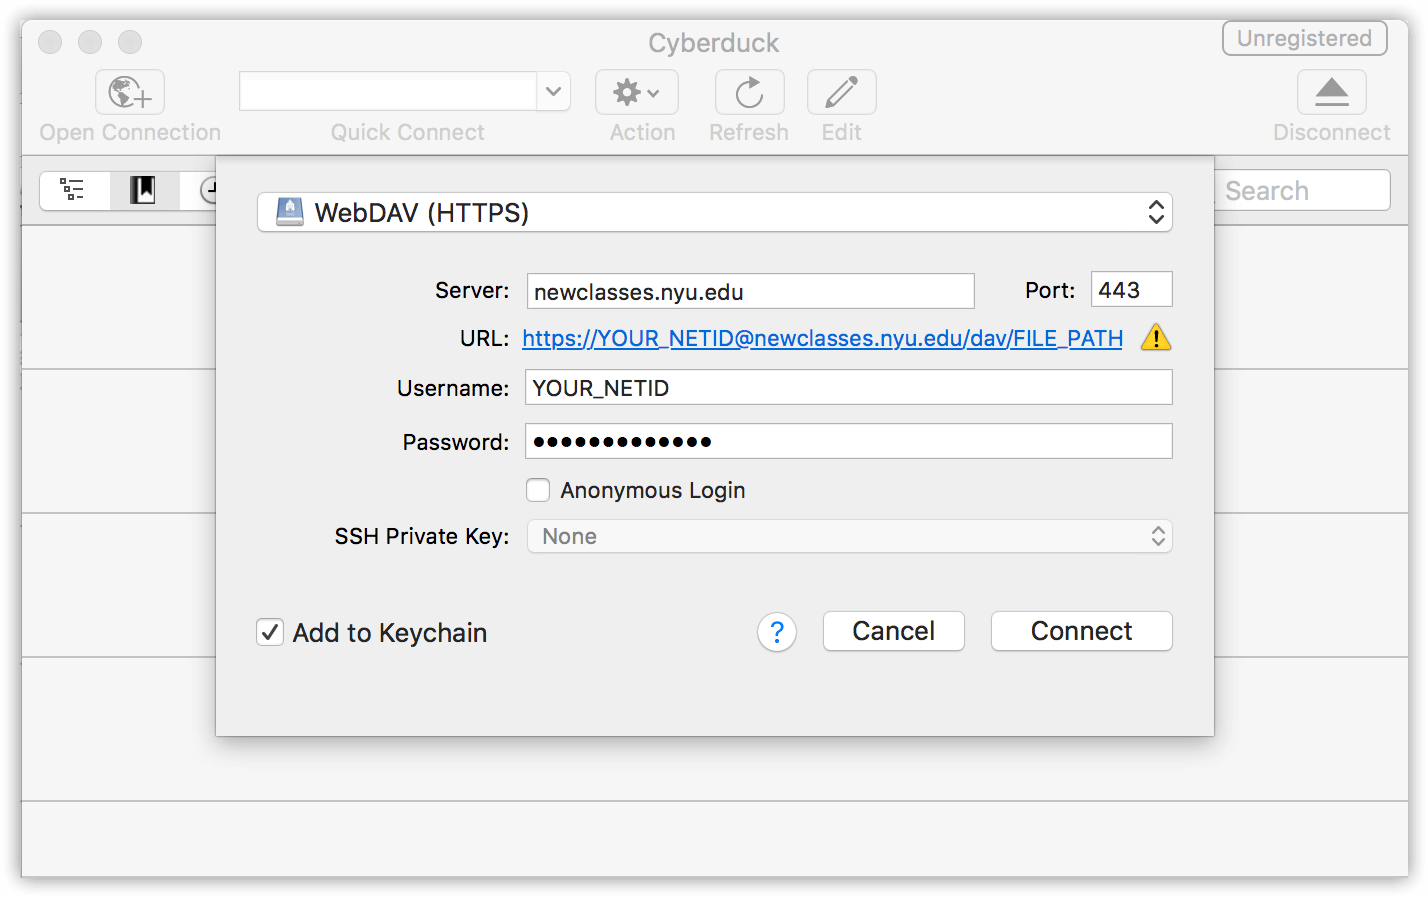 Cyberduck
Unregistered
Open Connection
Quick Connect
Action
Refresh
Edit
Disconnect
Search
WebDAV (HTTPS)
Server: newclasses.nyu.edu Port: 443
URL: https://YOUR_NETID@newclasses.nyu.edu/dav/FILE_PATH
Username: YOUR_NETID
Password: •••••••••••••
Anonymous Login
SSH Private Key: None
Add to Keychain ? Cancel Connect